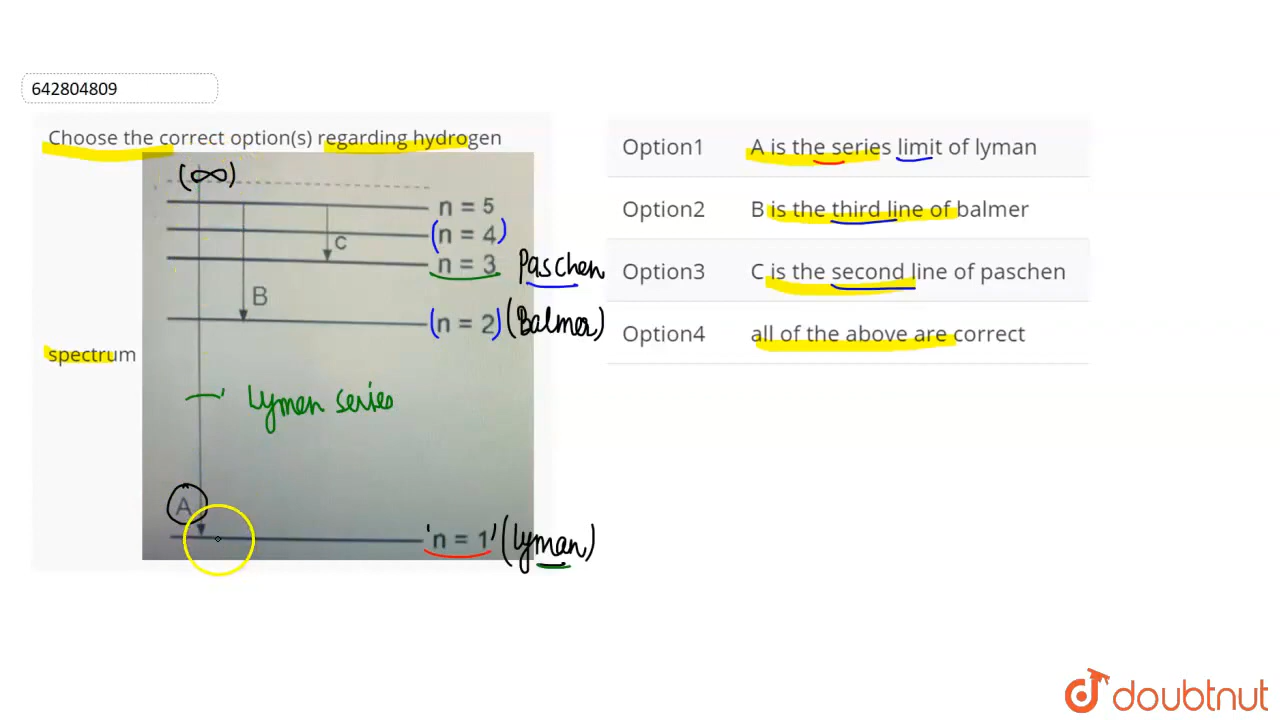 642804809
Choose the correct option(s) regarding hydrogen
(∞)
n = 5
(n = 4)
C
n = 3 Paschen
B
(n = 2) (Balmer)
spectrum
Lyman series
A
'n = 1' (Lyman)
Option1 A is the series limit of lyman
Option2 B is the third line of balmer
Option3 C is the second line of paschen
Option4 all of the above are correct
doubtnut